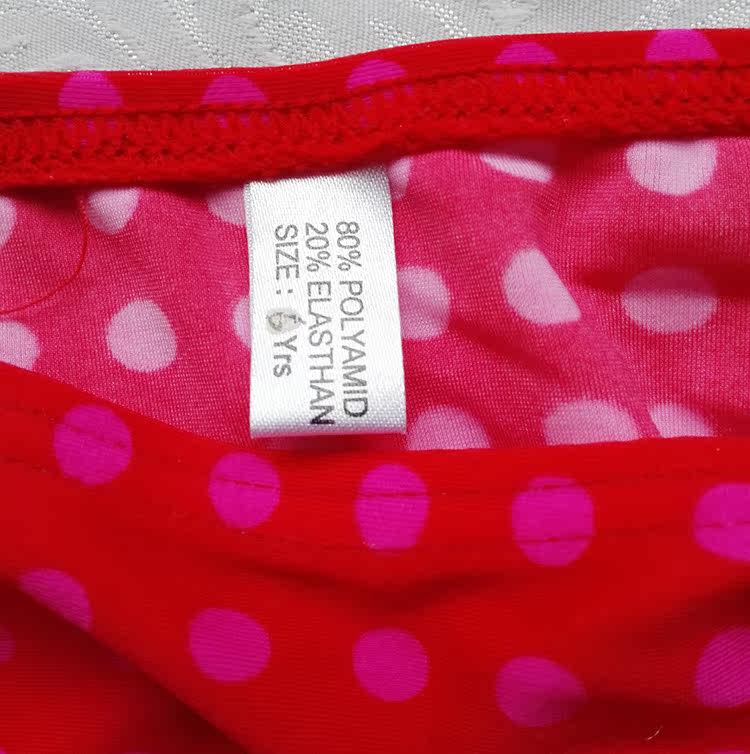 80% POLYAMID
20% ELASTHAN
SIZE: 6 Yrs